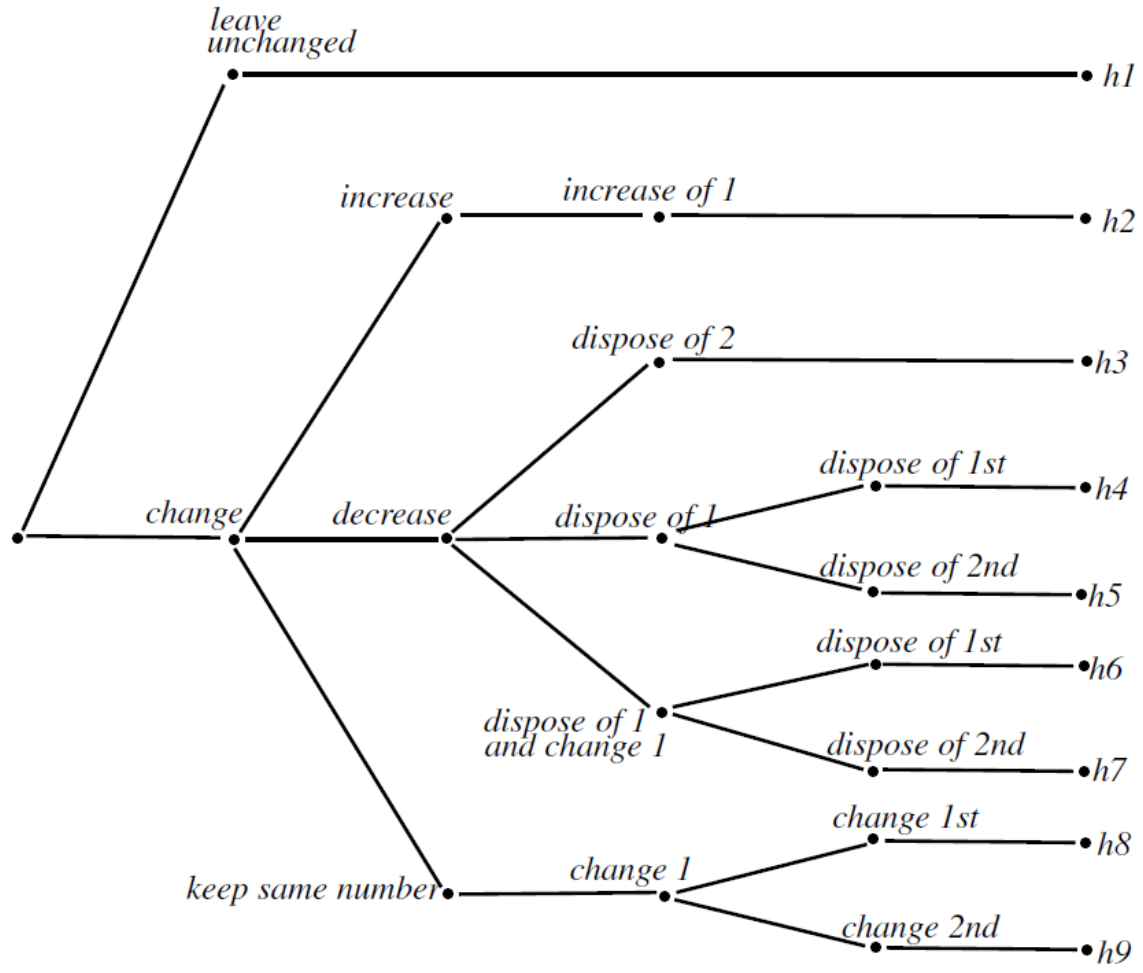 leave
unchanged
h1
increase
increase of 1
h2
dispose of 2
h3
dispose of 1st
h4
change
decrease
dispose of 1
dispose of 2nd
h5
dispose of 1st
h6
dispose of 1
and change 1
dispose of 2nd
h7
change 1st
h8
keep same number
change 1
change 2nd
h9